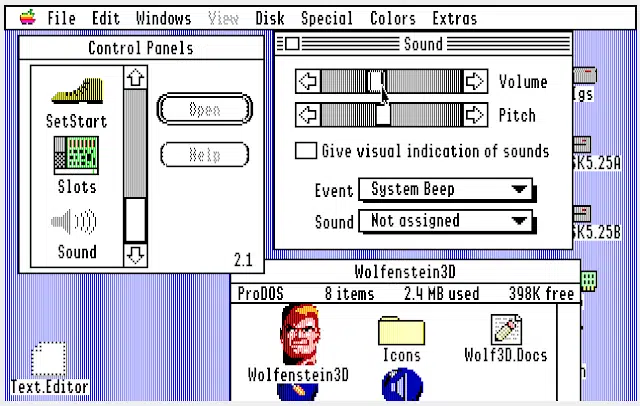 File Edit Windows View Disk Special Colors Extras
Control Panels
SetStart
Slots
Sound
Open
Help
2.1
Sound
Volume
Pitch
Give visual indication of sounds
Event System Beep
Sound Not assigned
Igs
SK5.25A
SK5.25B
Wolfenstein3D
ProDOS 8 items 2.4 MB used 398K free
Wolfenstein3D
Icons
Wolf3D.Docs
Text.Editor